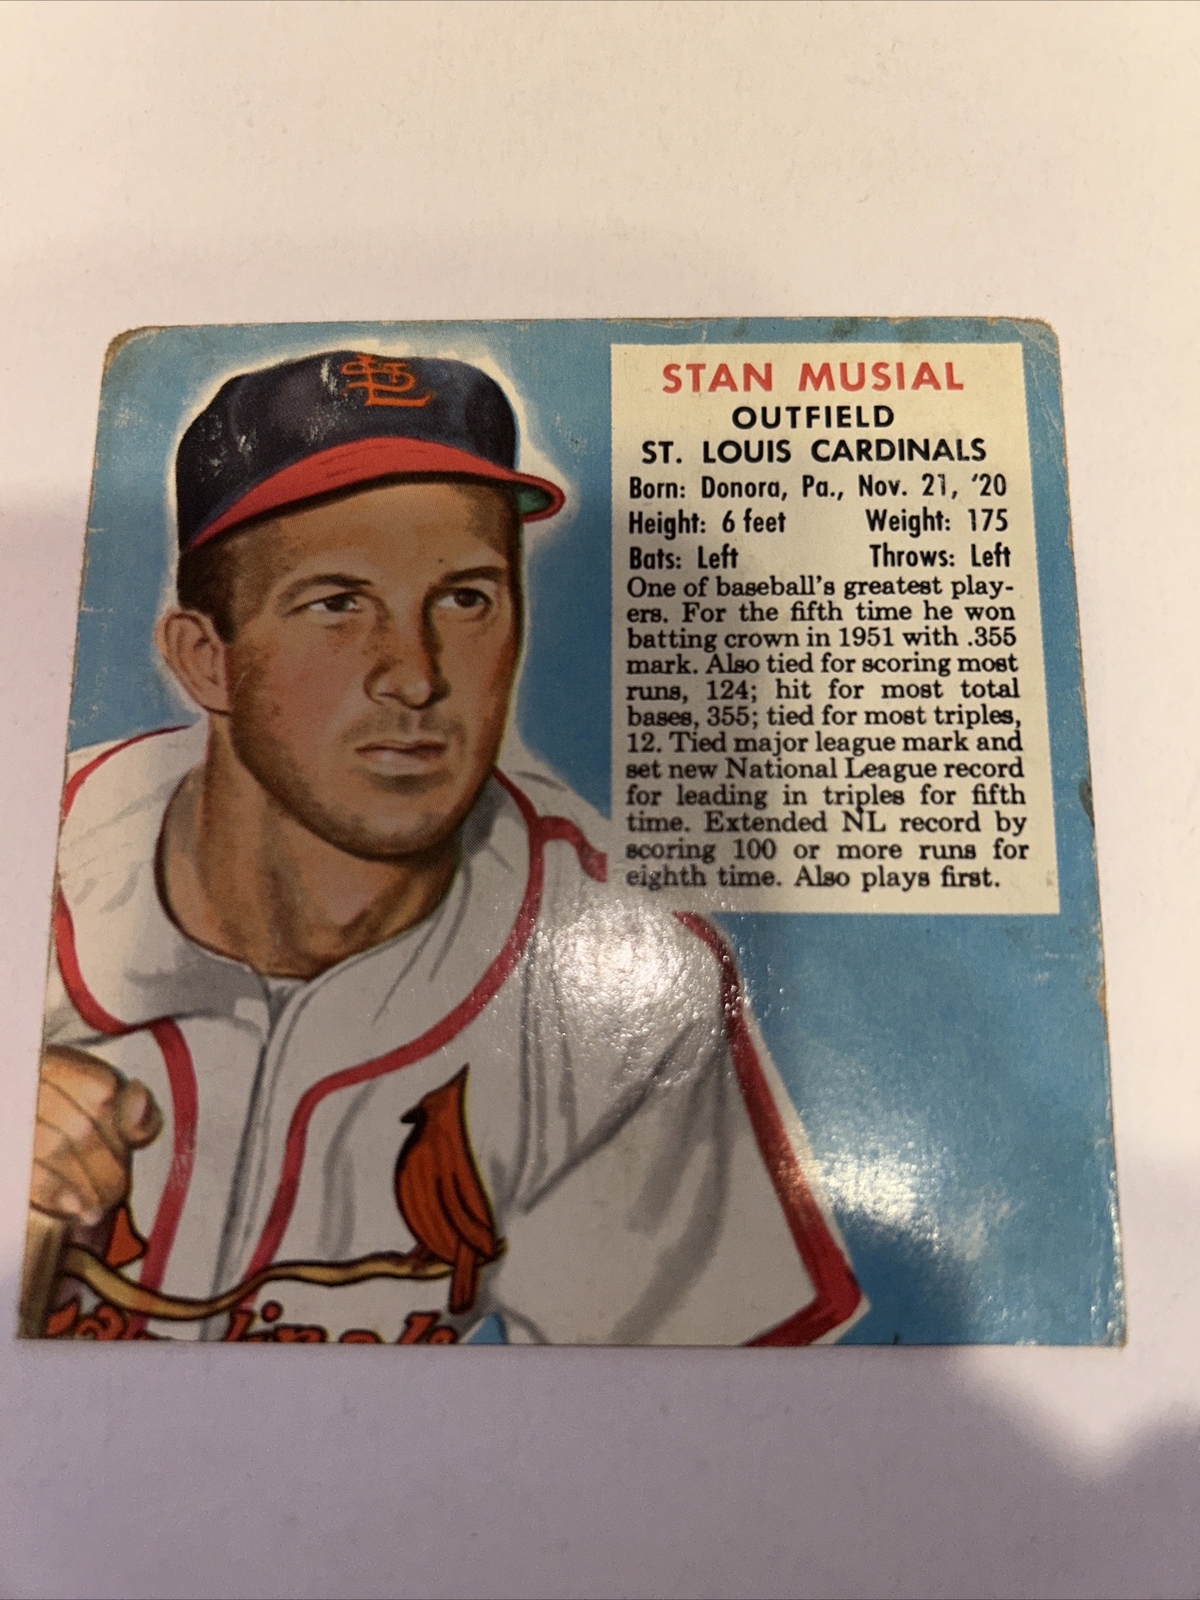 STL
STAN MUSIAL
OUTFIELD
ST. LOUIS CARDINALS
Born: Donora, Pa., Nov. 21, '20
Height: 6 feet Weight: 175
Bats: Left Throws: Left
One of baseball's greatest play-
ers. For the fifth time he won
batting crown in 1951 with .355
mark. Also tied for scoring most
runs, 124; hit for most total
bases, 355; tied for most triples,
12. Tied major league mark and
set new National League record
for leading in triples for fifth
time. Extended NL record by
scoring 100 or more runs for
eighth time. Also plays first.